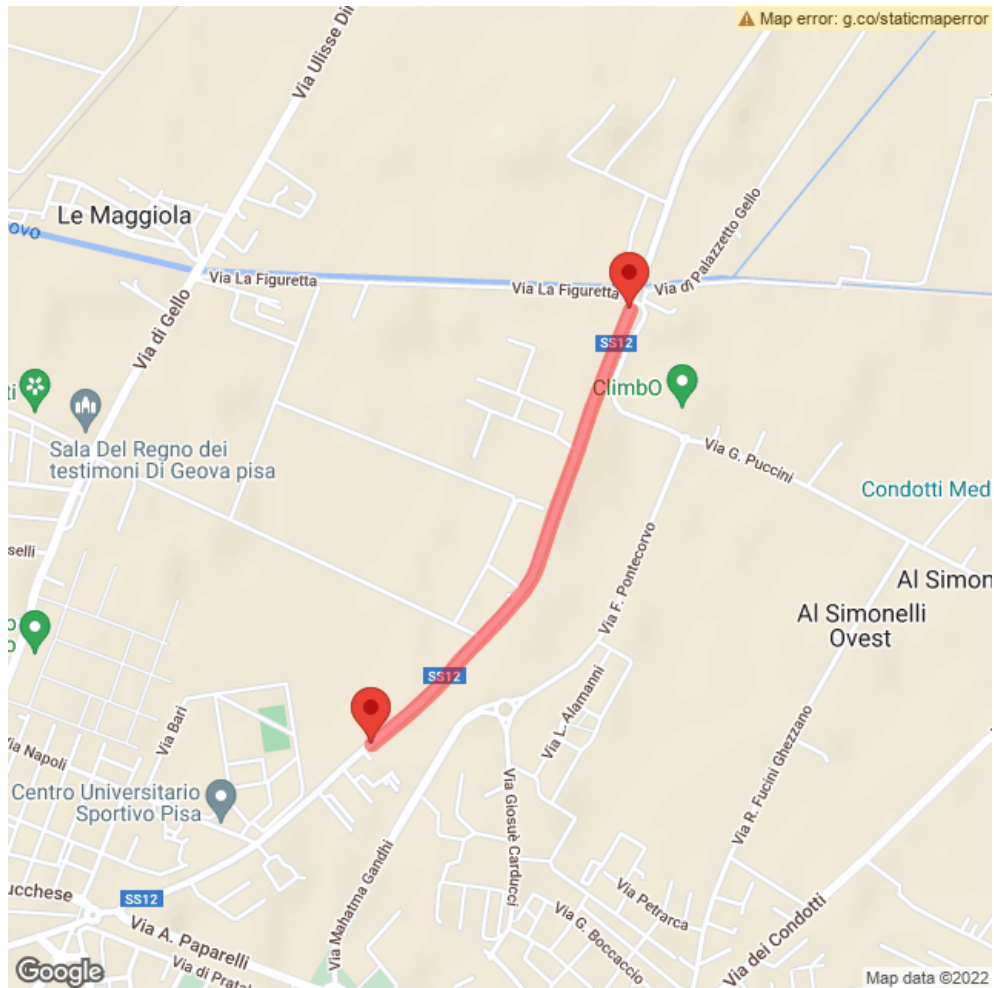 Map error: g.co/staticmaperror
Via Ulisse Di
Le Maggiola
ovo
Via La Figuretta
Via La Figuretta
Via di Palazzetto Gello
Via di Gello
SS12
ClimbO
ti
Sala Del Regno dei
testimoni Di Geova pisa
Via G. Puccini
Condotti Med
selli
Via F. Pontecorvo
Al Simon
Al Simonelli
Ovest
o
o
SS12
Via L. Alamanni
Via Bari
Via Napoli
Centro Universitario
Sportivo Pisa
Via R. Fucini Ghezzano
Via Giosuè Carducci
Via Mahatma Gandhi
ucchese
SS12
Via Petrarca
Via A. Paparelli
Via G. Boccaccio
Via dei Condotti
Via di Pratal
Google
Map data ©2022